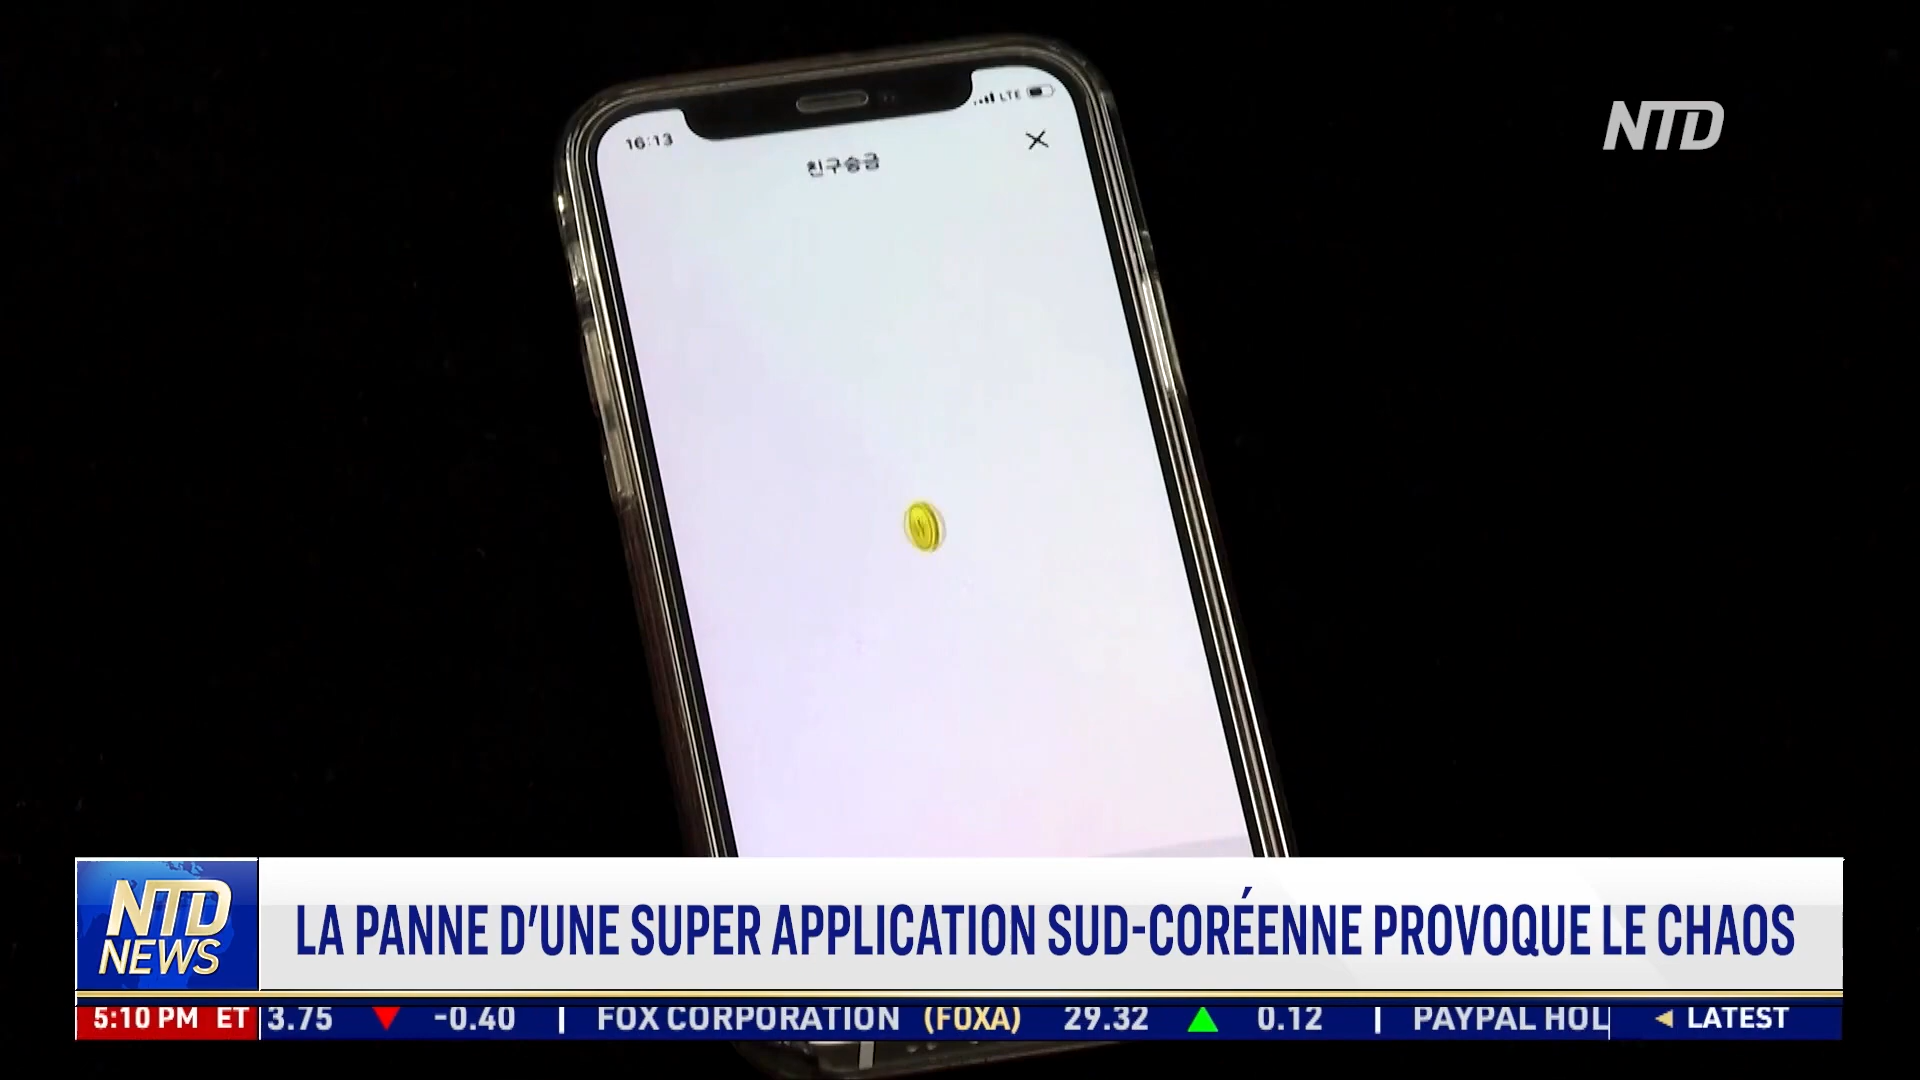 NTD
16:13
LTE
친구송금
NTD NEWS
LA PANNE D'UNE SUPER APPLICATION SUD-CORÉENNE PROVOQUE LE CHAOS
5:10 PM ET 3.75 ▼ -0.40 | FOX CORPORATION (FOXA) 29.32 ▲ 0.12 | PAYPAL HOL ◄ LATEST